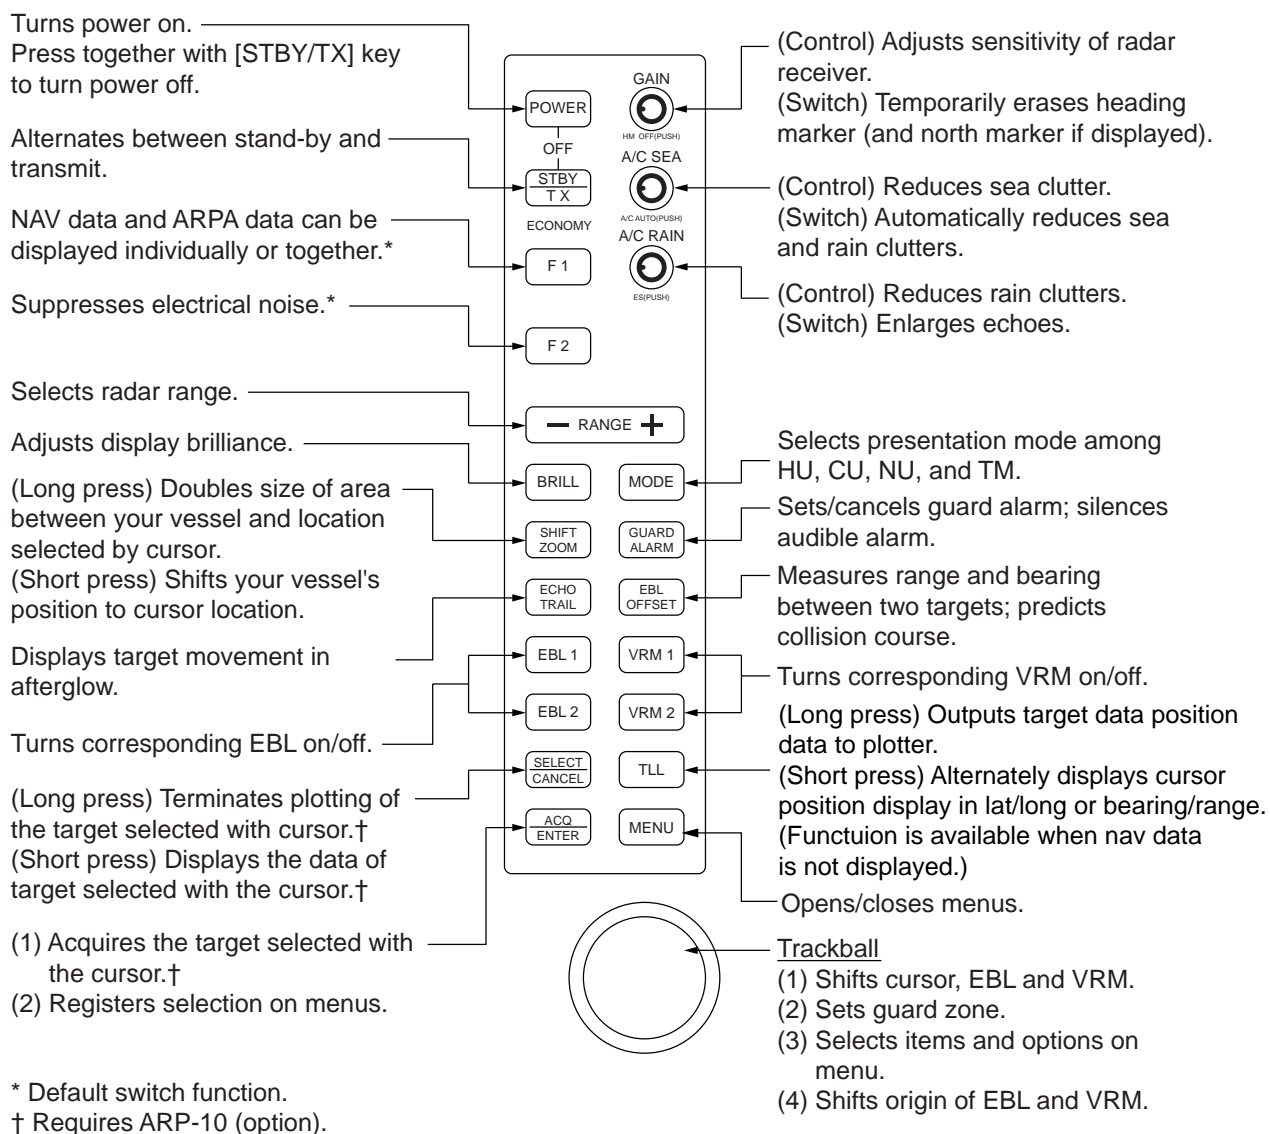 Turns power on.
Press together with [STBY/TX] key
to turn power off.
Alternates between stand-by and
transmit.
NAV data and ARPA data can be
displayed individually or together.*
Suppresses electrical noise.*
Selects radar range.
Adjusts display brilliance.
(Long press) Doubles size of area
between your vessel and location
selected by cursor.
(Short press) Shifts your vessel's
position to cursor location.
Displays target movement in
afterglow.
Turns corresponding EBL on/off.
(Long press) Terminates plotting of
the target selected with cursor.†
(Short press) Displays the data of
target selected with the cursor.†
(1) Acquires the target selected with
the cursor.†
(2) Registers selection on menus.
* Default switch function.
† Requires ARP-10 (option).
POWER
OFF
STBY
T X
ECONOMY
F 1
F 2
GAIN
HM OFF(PUSH)
A/C SEA
A/C AUTO(PUSH)
A/C RAIN
ES(PUSH)
− RANGE +
BRILL
MODE
SHIFT
ZOOM
GUARD
ALARM
ECHO
TRAIL
EBL
OFFSET
EBL 1
VRM 1
EBL 2
VRM 2
SELECT
CANCEL
TLL
ACQ
ENTER
MENU
(Control) Adjusts sensitivity of radar
receiver.
(Switch) Temporarily erases heading
marker (and north marker if displayed).
(Control) Reduces sea clutter.
(Switch) Automatically reduces sea
and rain clutters.
(Control) Reduces rain clutters.
(Switch) Enlarges echoes.
Selects presentation mode among
HU, CU, NU, and TM.
Sets/cancels guard alarm; silences
audible alarm.
Measures range and bearing
between two targets; predicts
collision course.
Turns corresponding VRM on/off.
(Long press) Outputs target data position
data to plotter.
(Short press) Alternately displays cursor
position display in lat/long or bearing/range.
(Functuion is available when nav data
is not displayed.)
Opens/closes menus.
Trackball
(1) Shifts cursor, EBL and VRM.
(2) Sets guard zone.
(3) Selects items and options on
menu.
(4) Shifts origin of EBL and VRM.